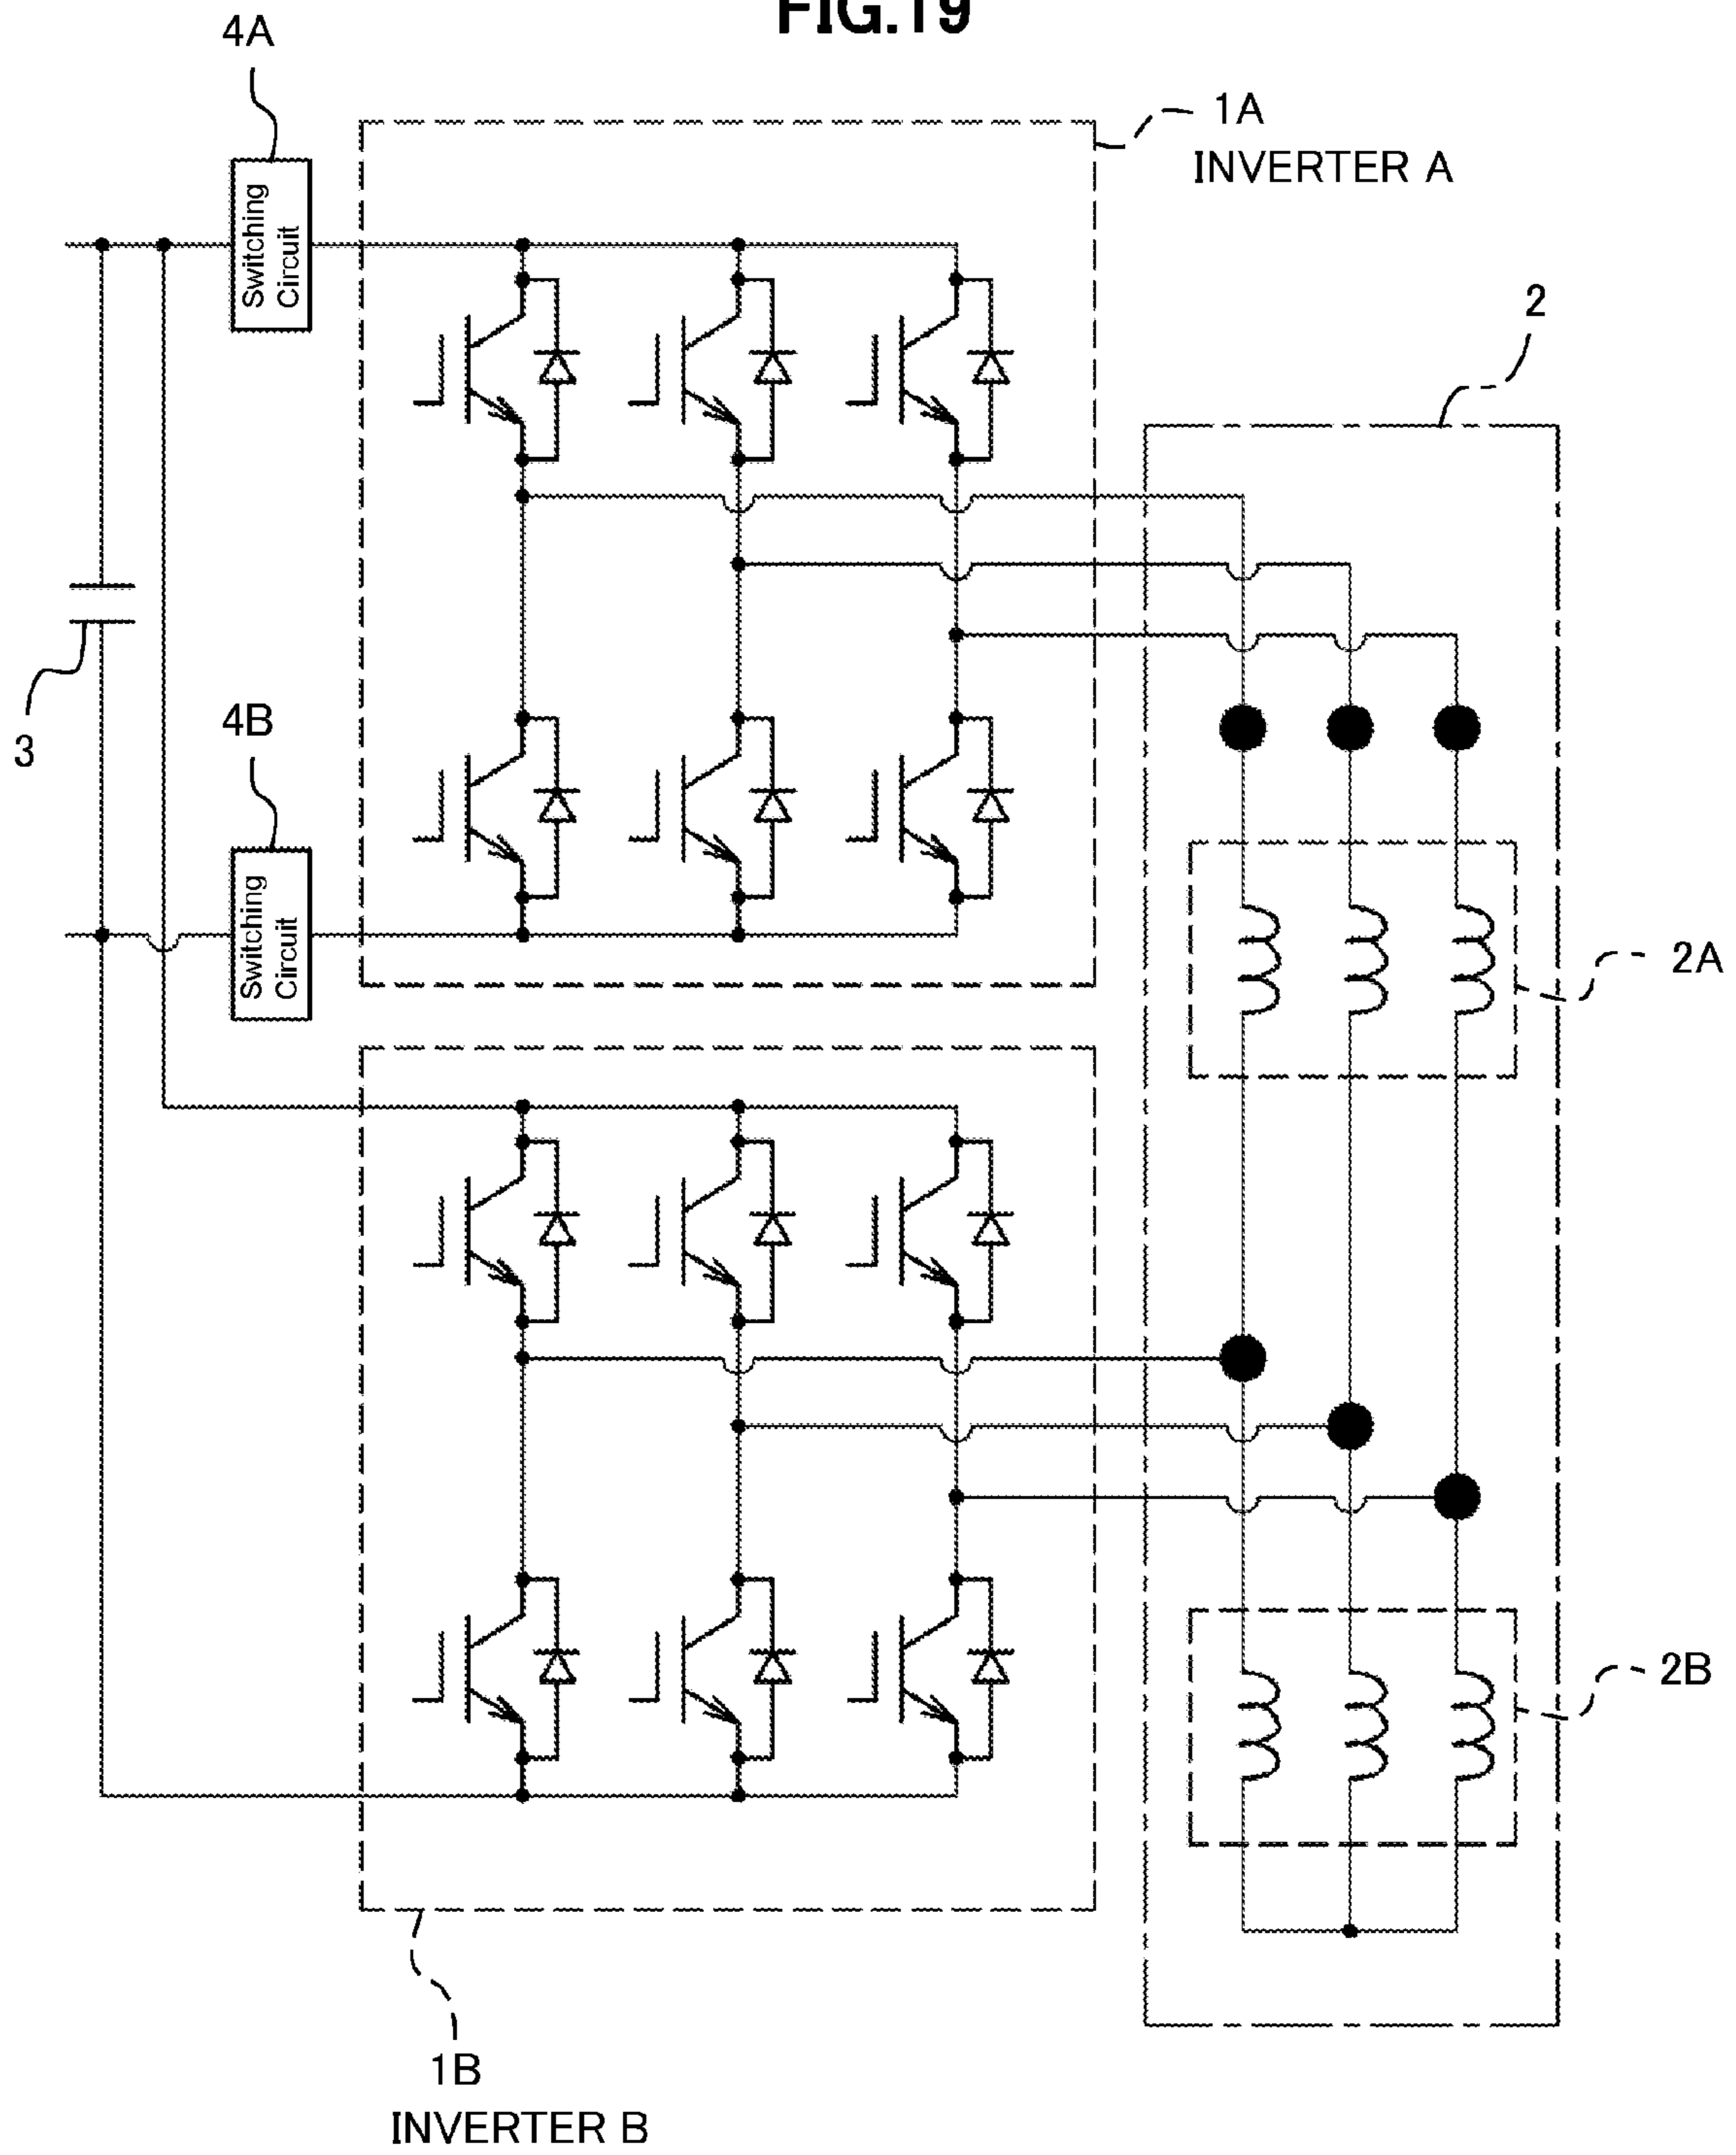 FIG.19
4A
1A
INVERTER A
Switching
Circuit
2
3
4B
Switching
Circuit
2A
2B
1B
INVERTER B